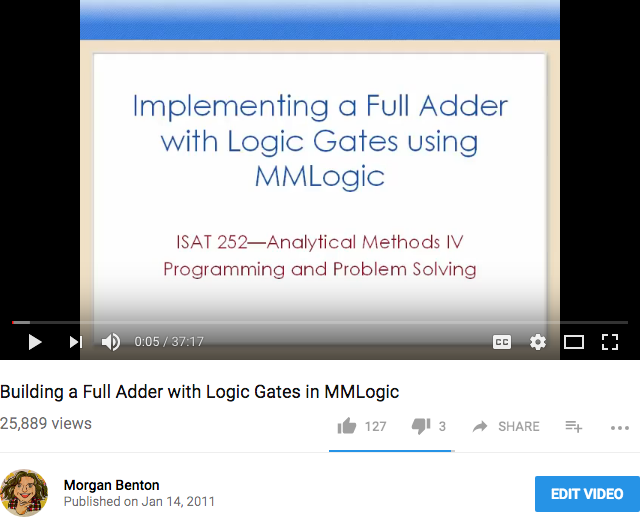 Implementing a Full Adder
with Logic Gates using
MMLogic
ISAT 252—Analytical Methods IV
Programming and Problem Solving
0:05 / 37:17
CC
Building a Full Adder with Logic Gates in MMLogic
25,889 views
127
3
SHARE
Morgan Benton
Published on Jan 14, 2011
EDIT VIDEO